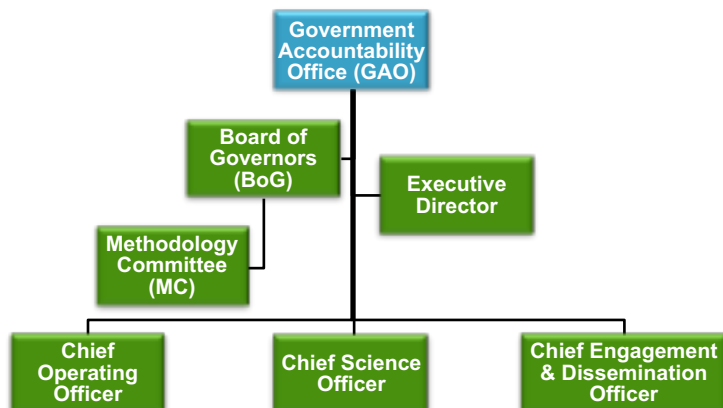 Government
Accountability
Office (GAO)
Board of
Governors
(BoG)
Executive
Director
Methodology
Committee
(MC)
Chief
Operating
Officer
Chief Science
Officer
Chief Engagement
& Dissemination
Officer